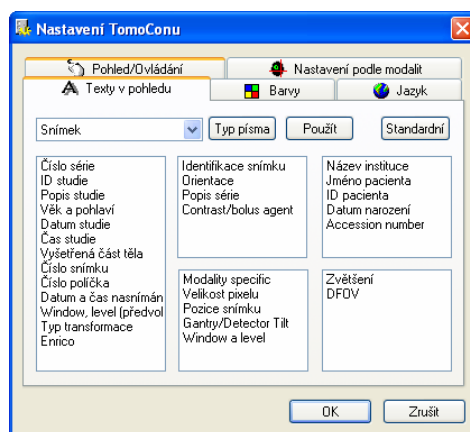 Nastavení TomoConu
Pohled/Ovládání
Nastavení podle modalit
Texty v pohledu
Barvy
Jazyk
Snímek
Typ písma
Použít
Standardní
Číslo série
ID studie
Popis studie
Věk a pohlaví
Datum studie
Čas studie
Vyšetřená část těla
Číslo snímku
Číslo políčka
Datum a čas nasnímán
Window, level (předvol
Typ transformace
Enrico
Identifikace snímku
Orientace
Popis série
Contrast/bolus agent
Název instituce
Jméno pacienta
ID pacienta
Datum narození
Accession number
Modality specific
Velikost pixelu
Pozice snímku
Gantry/Detector Tilt
Window a level
Zvětšení
DFOV
OK
Zrušit